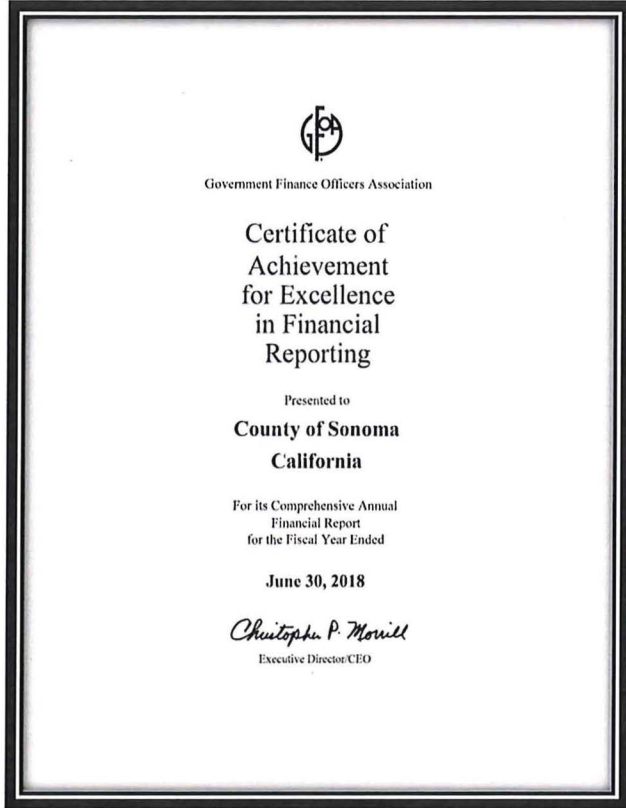 GFOA
Government Finance Officers Association
Certificate of
Achievement
for Excellence
in Financial
Reporting
Presented to
County of Sonoma
California
For its Comprehensive Annual
Financial Report
for the Fiscal Year Ended
June 30, 2018
Christopher P. Morrill
Executive Director/CEO